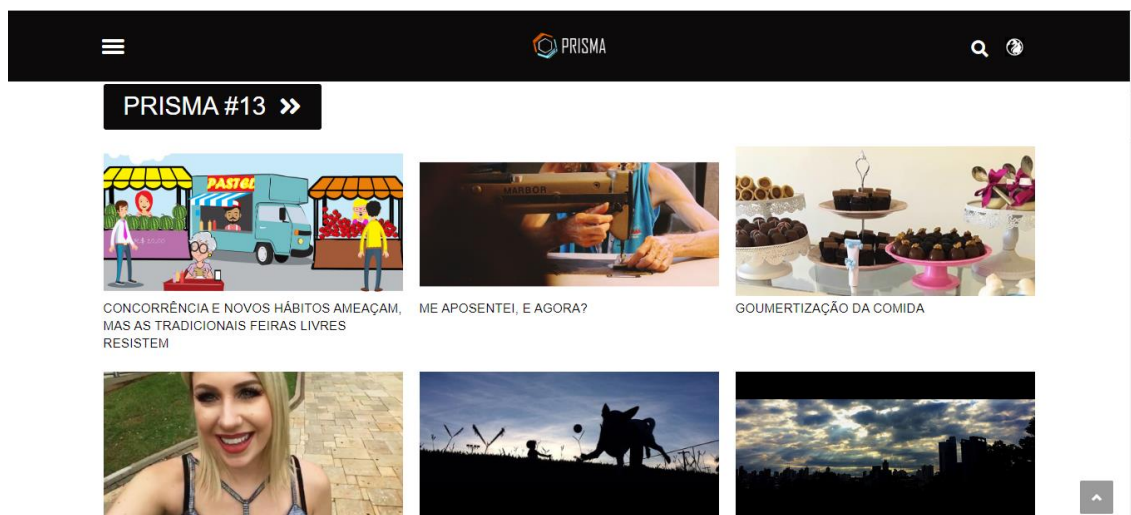 PRISMA
PRISMA #13
PASTEL
MARBOR
CONCORRÊNCIA E NOVOS HÁBITOS AMEAÇAM,
MAS AS TRADICIONAIS FEIRAS LIVRES
RESISTEM
ME APOSENTEI, E AGORA?
GOUMERTIZAÇÃO DA COMIDA